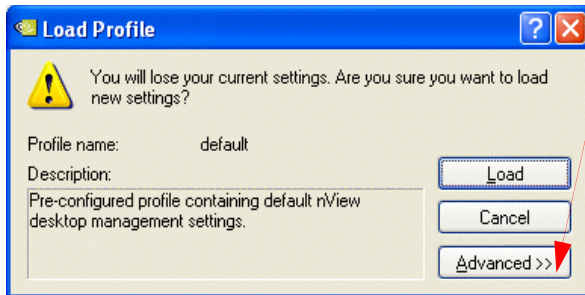 Load Profile
You will lose your current settings. Are you sure you want to load
new settings?
Profile name: default
Description:
Pre-configured profile containing default nView
desktop management settings.
Load
Cancel
Advanced >>